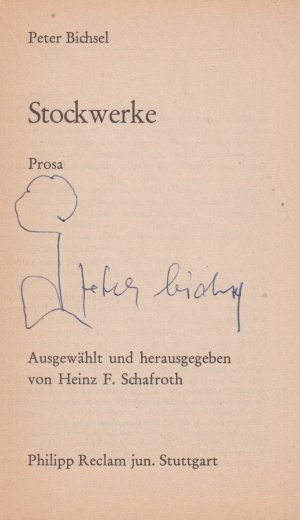 Peter Bichsel
Stockwerke
Prosa
peter bichsel
Ausgewählt und herausgegeben
von Heinz F. Schafroth
Philipp Reclam jun. Stuttgart